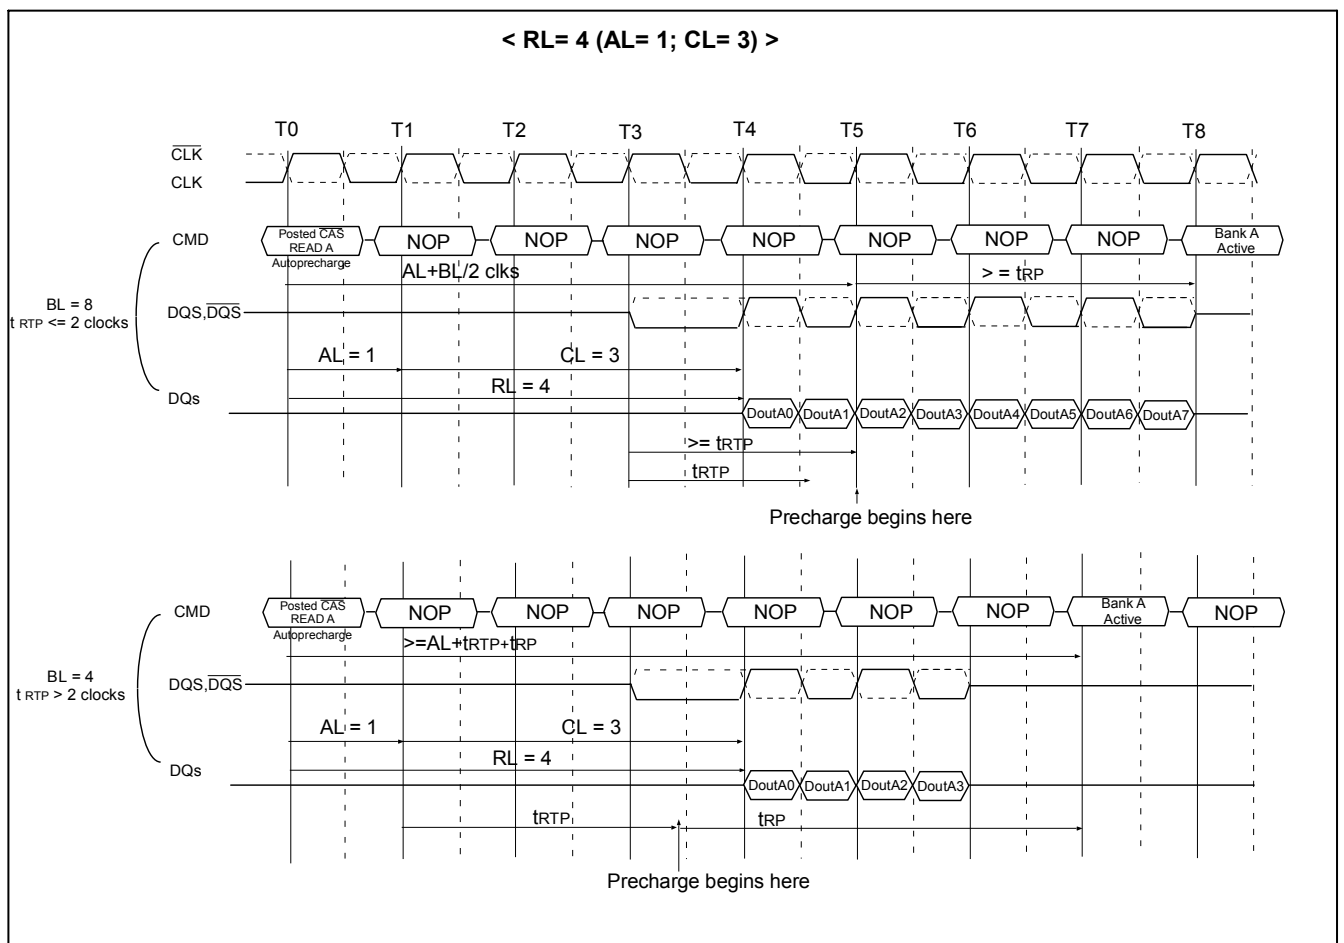 < RL= 4 (AL= 1; CL= 3) >
T0 T1 T2 T3 T4 T5 T6 T7 T8
CLK
CLK
CMD
Posted CAS
READ A
Autoprecharge
NOP NOP NOP NOP NOP NOP NOP
Bank A
Active
AL+BL/2 clks
> = tRP
BL = 8
t RTP <= 2 clocks
DQS,DQS
AL = 1
CL = 3
RL = 4
DQs
DoutA0 DoutA1 DoutA2 DoutA3 DoutA4 DoutA5 DoutA6 DoutA7
>= tRTP
tRTP
Precharge begins here
CMD
Posted CAS
READ A
Autoprecharge
NOP NOP NOP NOP NOP NOP
Bank A
Active
NOP
>=AL+tRTP+tRP
BL = 4
t RTP > 2 clocks
DQS,DQS
AL = 1
CL = 3
RL = 4
DQs
DoutA0 DoutA1 DoutA2 DoutA3
tRTP
tRP
Precharge begins here